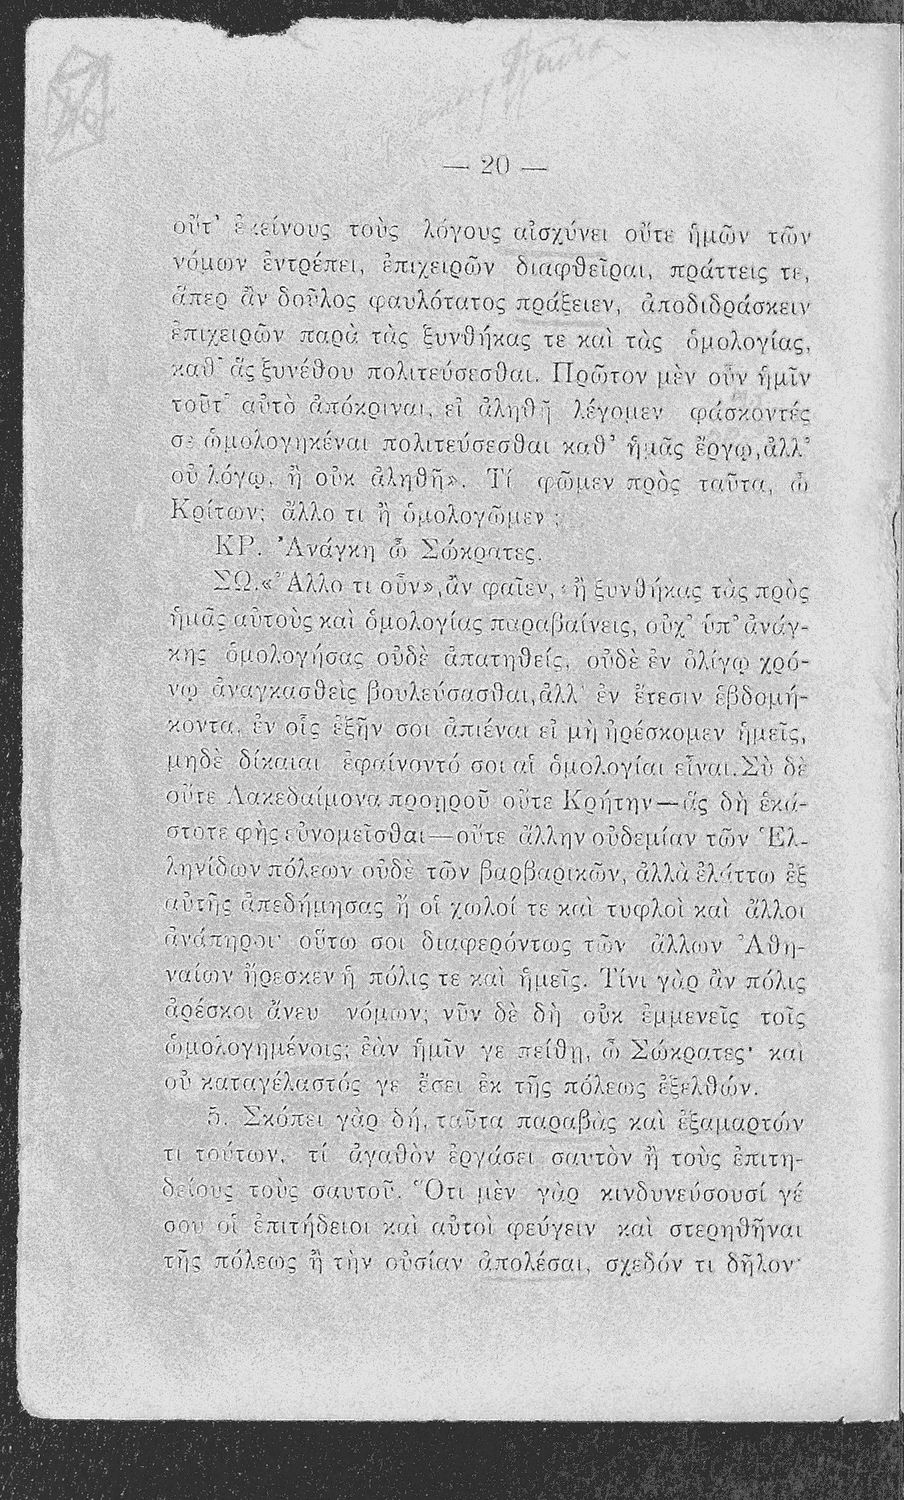 — 20 —
οὔτ’ ἐκείνους τοὺς λόγους αἰσχύνει οὔτε ἡμῶν τῶν
νόμων ἐντρέπει, ἐπιχειρῶν διαφθεῖραι, πράττεις τε,
ἅπερ ἂν δοῦλος φαυλότατος πράξειεν, ἀποδιδράσκειν
ἐπιχειρῶν παρὰ τὰς ξυνθήκας τε καὶ τὰς ὁμολογίας,
καθ’ ἃς ξυνέθου πολιτεύσεσθαι. Πρῶτον μὲν οὖν ἡμῖν
τοῦτ’ αὐτὸ ἀπόκριναι, εἰ ἀληθῆ λέγομεν φάσκοντές
σε ὡμολογηκέναι πολιτεύσεσθαι καθ’ ἡμᾶς ἔργῳ, ἀλλ’
οὐ λόγῳ, ἢ οὐκ ἀληθῆ». Τί φῶμεν πρὸς ταῦτα, ὦ
Κρίτων; ἄλλο τι ἢ ὁμολογῶμεν;
ΚΡ. Ἀνάγκη ὦ Σώκρατες.
ΣΩ. «Ἄλλο τι οὖν», ἂν φαῖεν, «ἢ ξυνθήκας τὰς πρὸς
ἡμᾶς αὐτοὺς καὶ ὁμολογίας παραβαίνεις, οὐχ’ ὑπ’ ἀνάγ-
κης ὁμολογήσας οὐδὲ ἀπατηθείς, οὐδὲ ἐν ὀλίγῳ χρό-
νῳ ἀναγκασθεὶς βουλεύσασθαι, ἀλλ’ ἐν ἔτεσιν ἑβδομή-
κοντα, ἐν οἷς ἐξῆν σοι ἀπιέναι εἰ μὴ ἠρέσκομεν ἡμεῖς,
μηδὲ δίκαιαι ἐφαίνοντό σοι αἱ ὁμολογίαι εἶναι. Σὺ δὲ
οὔτε Λακεδαίμονα προῃροῦ οὔτε Κρήτην—ἃς δὴ ἑκά-
στοτε φῂς εὐνομεῖσθαι—οὔτε ἄλλην οὐδεμίαν τῶν Ἑλ-
ληνίδων πόλεων οὐδὲ τῶν βαρβαρικῶν, ἀλλὰ ἐλάττω ἐξ
αὐτῆς ἀπεδήμησας ἢ οἱ χωλοί τε καὶ τυφλοὶ καὶ ἄλλοι
ἀνάπηροι· οὕτω σοι διαφερόντως τῶν ἄλλων Ἀθη-
ναίων ἤρεσκεν ἡ πόλις τε καὶ ἡμεῖς. Τίνι γὰρ ἂν πόλις
ἀρέσκοι ἄνευ νόμων; νῦν δὲ δὴ οὐκ ἐμμενεῖς τοῖς
ὡμολογημένοις; ἐὰν ἡμῖν γε πείθῃ, ὦ Σώκρατες· καὶ
οὐ καταγέλαστός γε ἔσει ἐκ τῆς πόλεως ἐξελθών.
5. Σκόπει γὰρ δή, ταῦτα παραβὰς καὶ ἐξαμαρτών
τι τούτων, τί ἀγαθὸν ἐργάσει σαυτὸν ἢ τοὺς ἐπιτη-
δείους τοὺς σαυτοῦ. Ὅτι μὲν γὰρ κινδυνεύσουσί γέ
σου οἱ ἐπιτήδειοι καὶ αὐτοὶ φεύγειν καὶ στερηθῆναι
τῆς πόλεως ἢ τὴν οὐσίαν ἀπολέσαι, σχεδόν τι δῆλον·